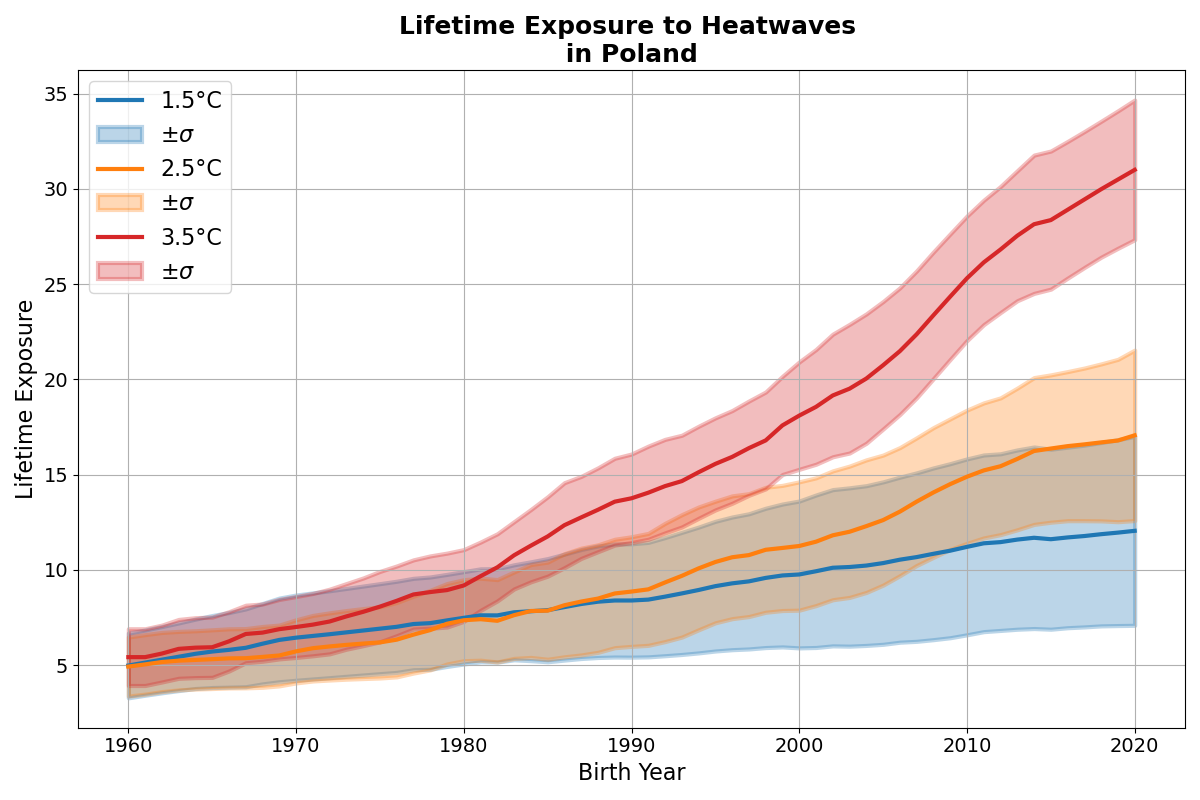 Lifetime Exposure to Heatwaves
in Poland
1.5°C
±σ
2.5°C
±σ
3.5°C
±σ
Lifetime Exposure
35
30
25
20
15
10
5
1960 1970 1980 1990 2000 2010 2020
Birth Year